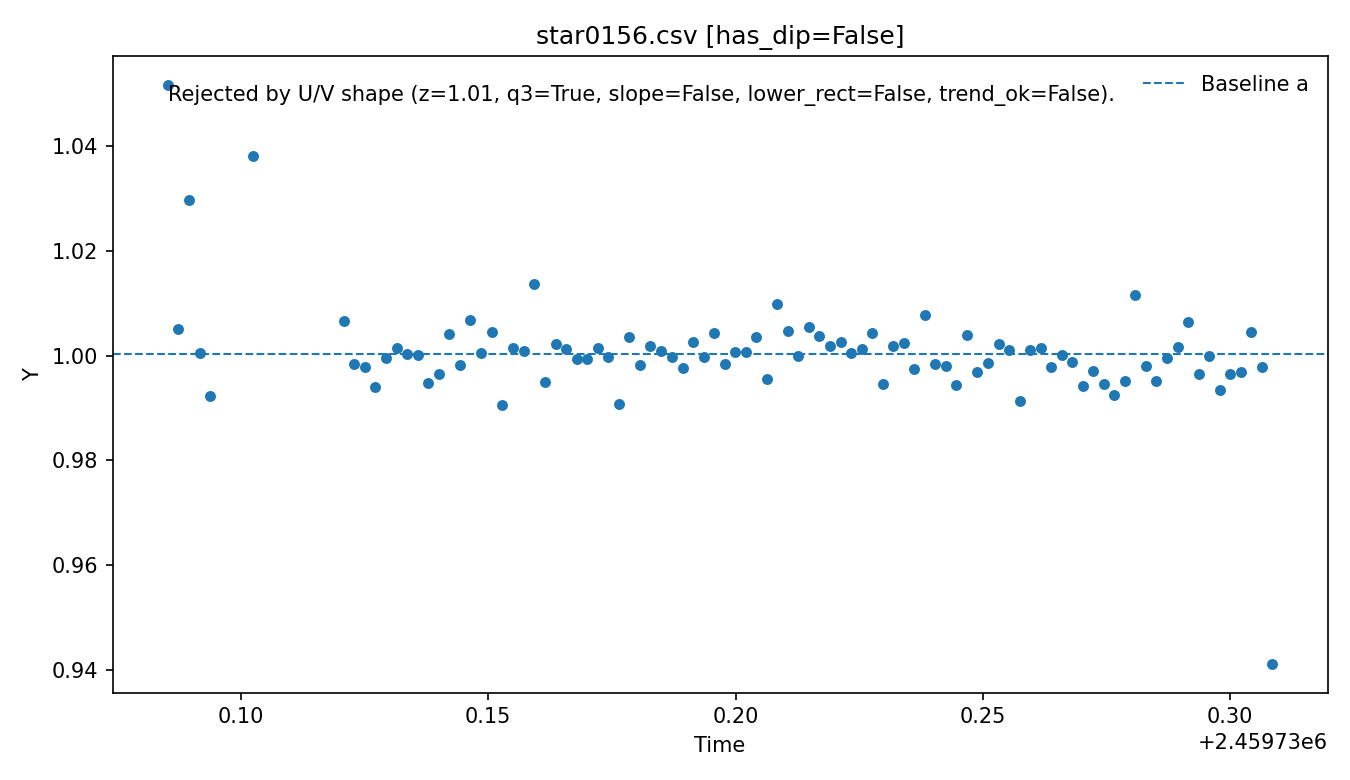 star0156.csv [has_dip=False]
Rejected by U/V shape (z=1.01, q3=True, slope=False, lower_rect=False, trend_ok=False).
Baseline a
1.04
1.02
1.00
0.98
0.96
0.94
Y
0.10 0.15 0.20 0.25 0.30
+2.45973e6
Time